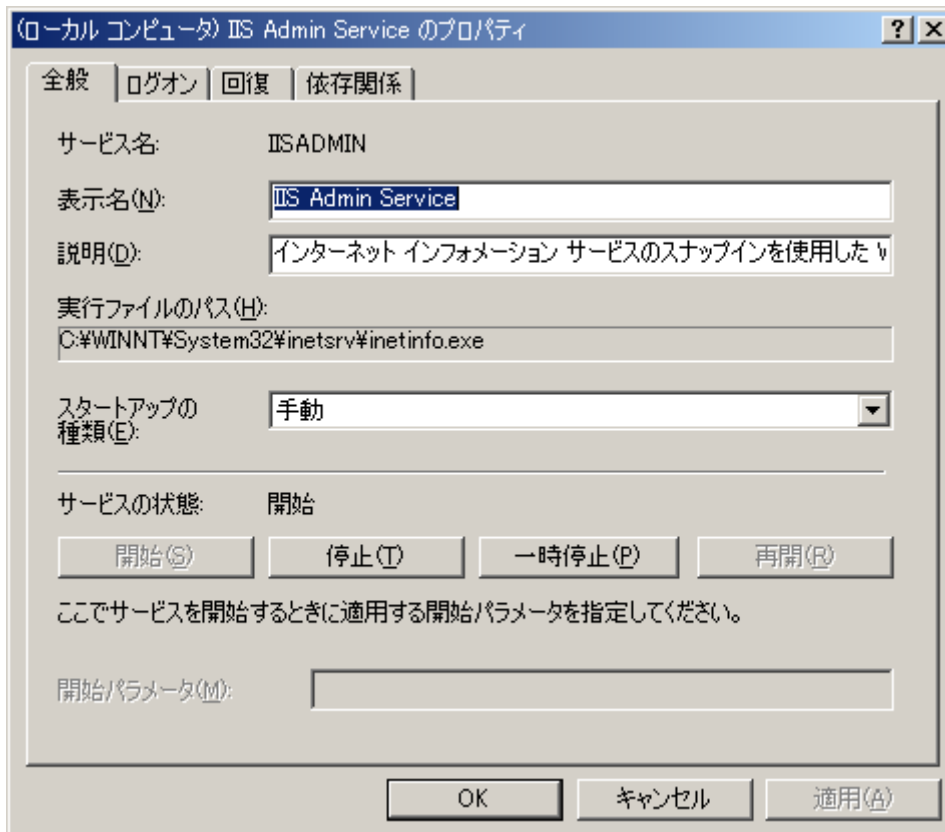 (ローカル コンピュータ) IIS Admin Service のプロパティ
全般 ログオン 回復 依存関係
サービス名: IISADMIN
表示名(N): IIS Admin Service
説明(D): インターネット インフォメーション サービスのスナップインを使用した
実行ファイルのパス(H):
C:¥WINNT¥System32¥inetsrv¥inetinfo.exe
スタートアップの
種類(E): 手動
サービスの状態: 開始
開始(S) 停止(T) 一時停止(P) 再開(R)
ここでサービスを開始するときに適用する開始パラメータを指定してください。
開始パラメータ(M):
OK キャンセル 適用(A)